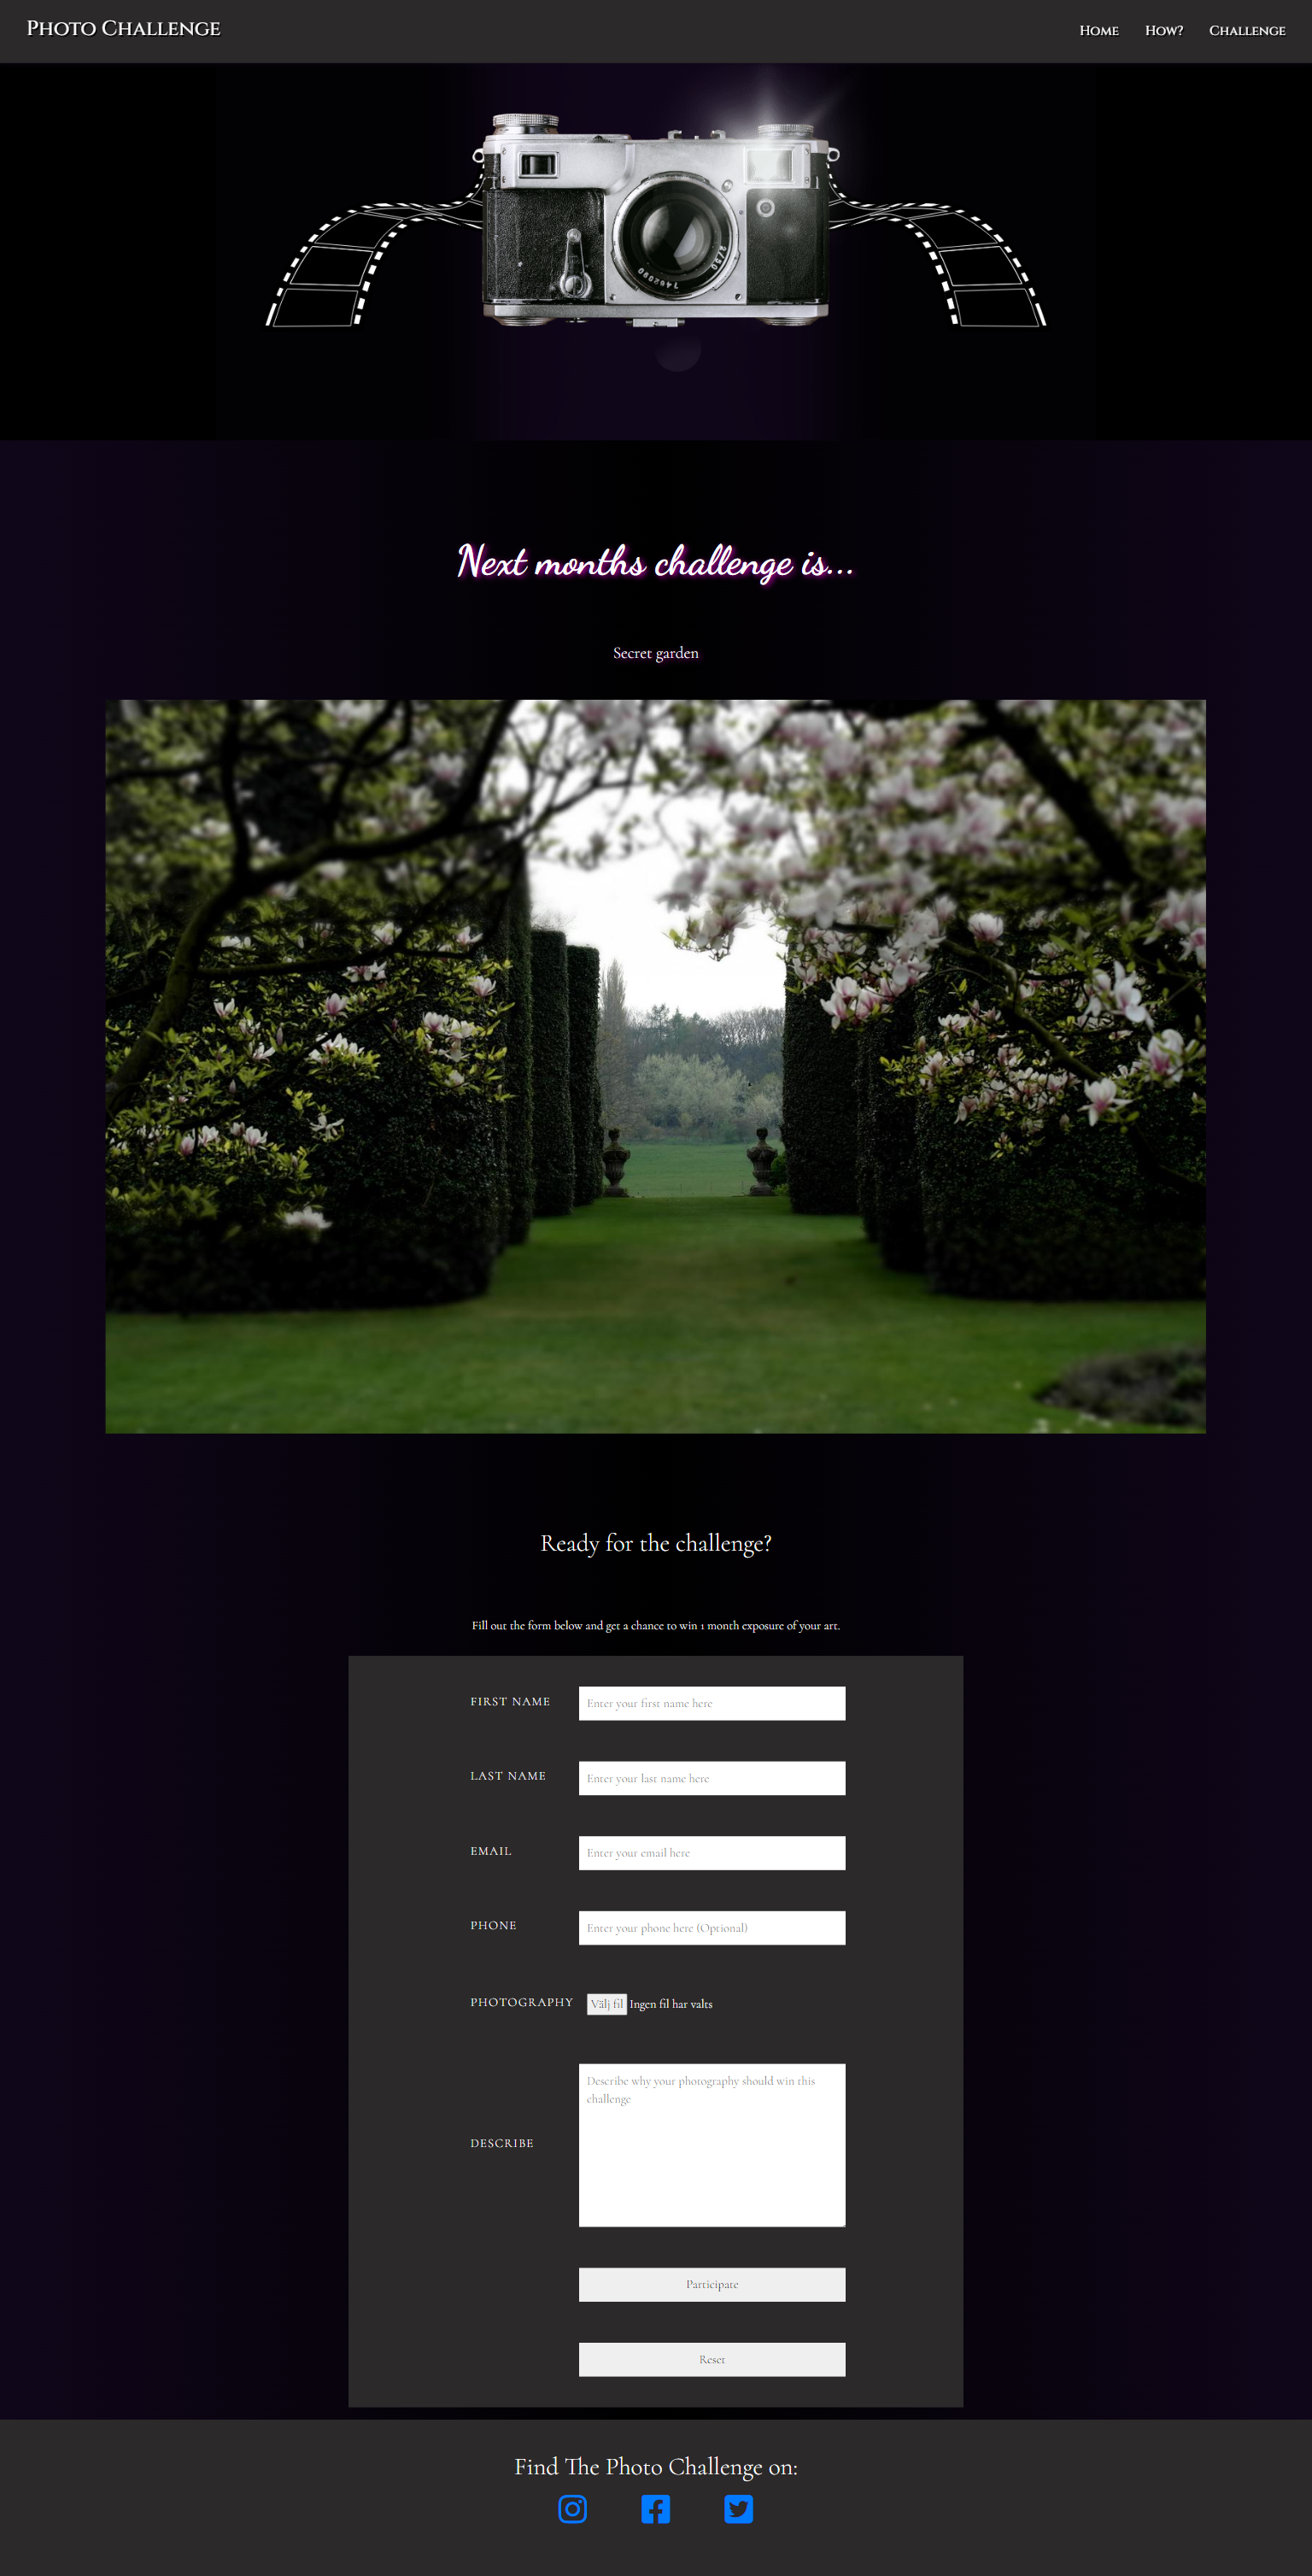 Photo Challenge
Home How? Challenge
2750
7462090
Next months challenge is...
Secret garden
Ready for the challenge?
Fill out the form below and get a chance to win 1 month exposure of your art.
FIRST NAME Enter your first name here
LAST NAME Enter your last name here
EMAIL Enter your email here
PHONE Enter your phone here (Optional)
PHOTOGRAPHY Välj fil Ingen fil har valts
Describe why your photography should win this
challenge
DESCRIBE
Participate
Reset
Find The Photo Challenge on: